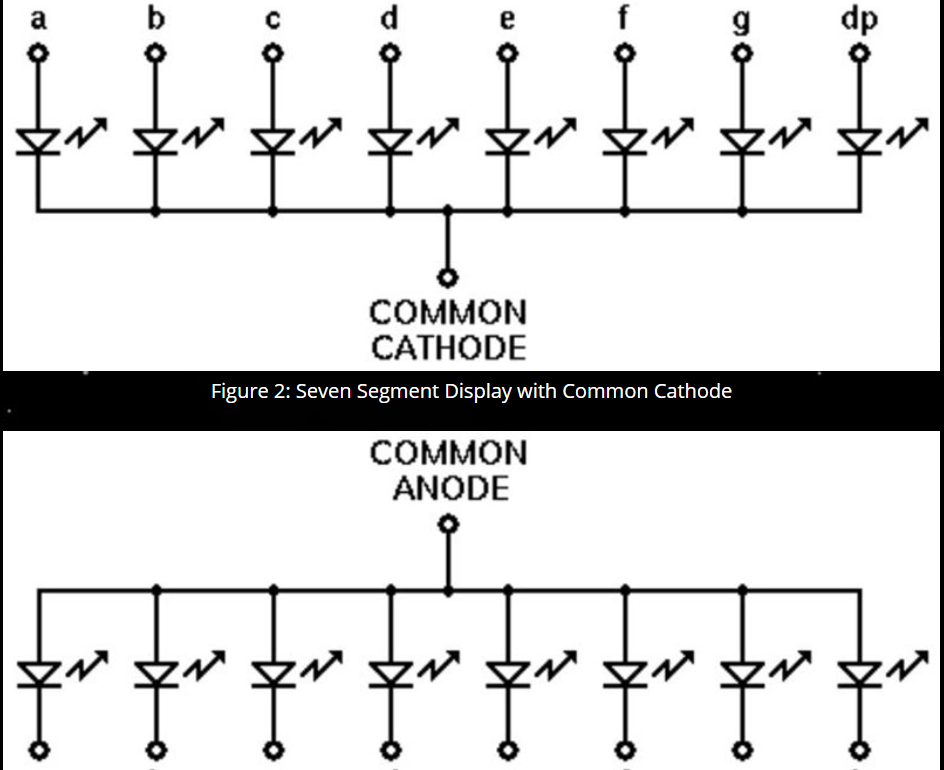 a b c d e f g dp
COMMON
CATHODE
Figure 2: Seven Segment Display with Common Cathode
COMMON
ANODE